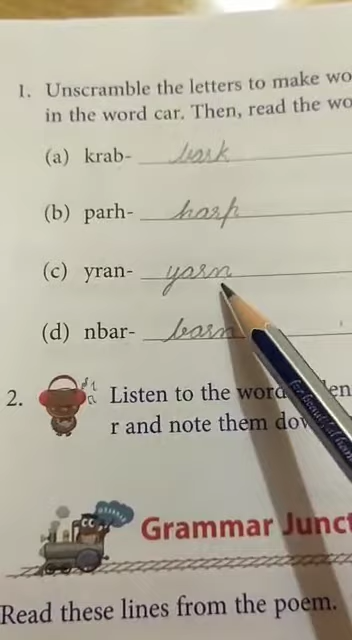 1. Unscramble the letters to make wo
in the word car. Then, read the wo
(a) krab- bark
(b) parh- harp
(c) yran- yarn
(d) nbar- barn
2. Listen to the word
r and note them dow
for beautiful
Grammar Junct
Read these lines from the poem.